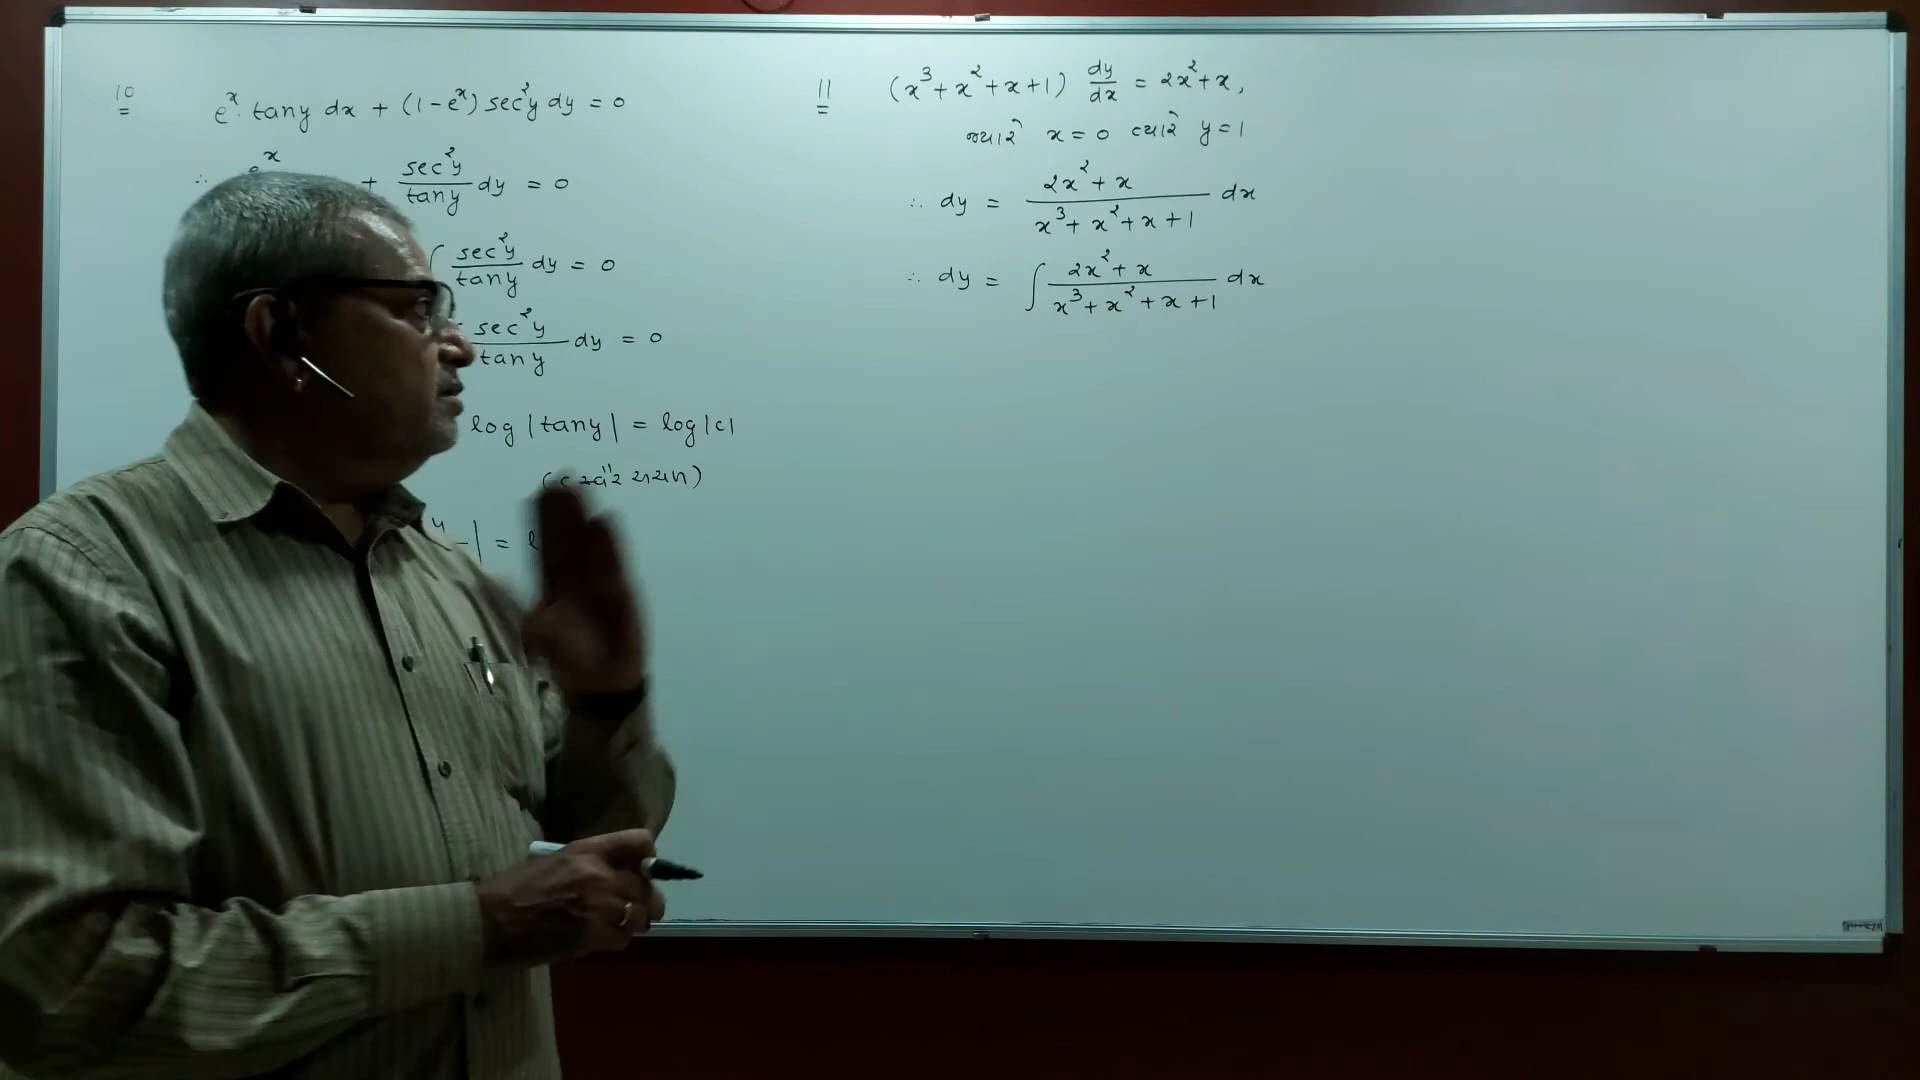 10
e^x. tany dx + (1-e^x) sec²y dy = 0
∴ e^x + sec²y/tany dy = 0
∫ sec²y/tany dy = 0
sec²y/tany dy = 0
log |tany| = log|c|
| =
11
(x³+x²+x+1) dy/dx = 2x²+x,
જ્યારે x=0 ત્યારે y=1
∴ dy = 2x²+x/x³+x²+x+1 dx
∴ dy = ∫ 2x²+x/x³+x²+x+1 dx